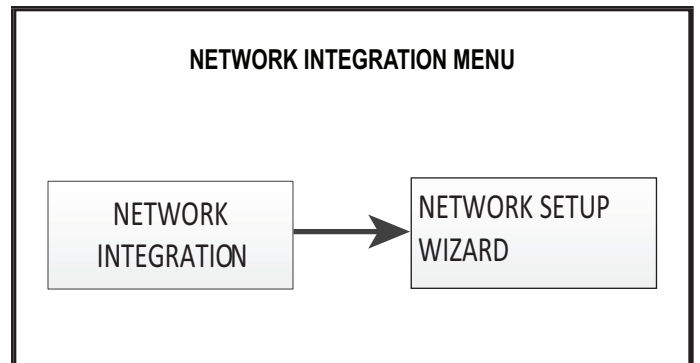 NETWORK INTEGRATION MENU
NETWORK
INTEGRATION
NETWORK SETUP
WIZARD